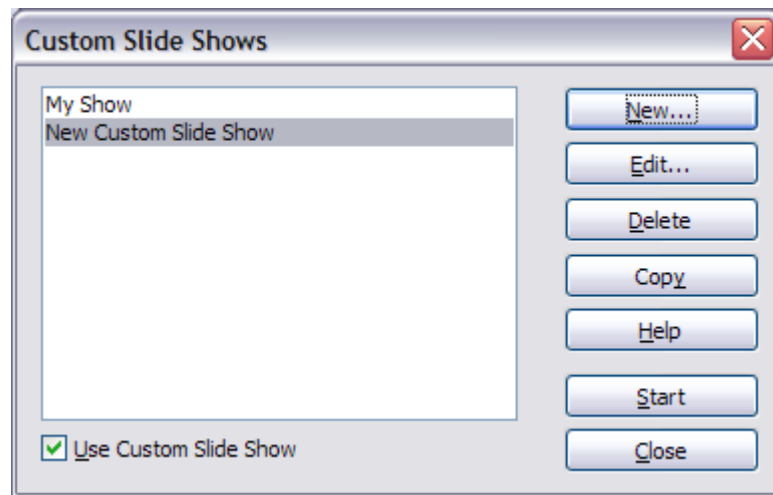 Custom Slide Shows
My Show
New Custom Slide Show
New...
Edit...
Delete
Copy
Help
Start
Use Custom Slide Show
Close